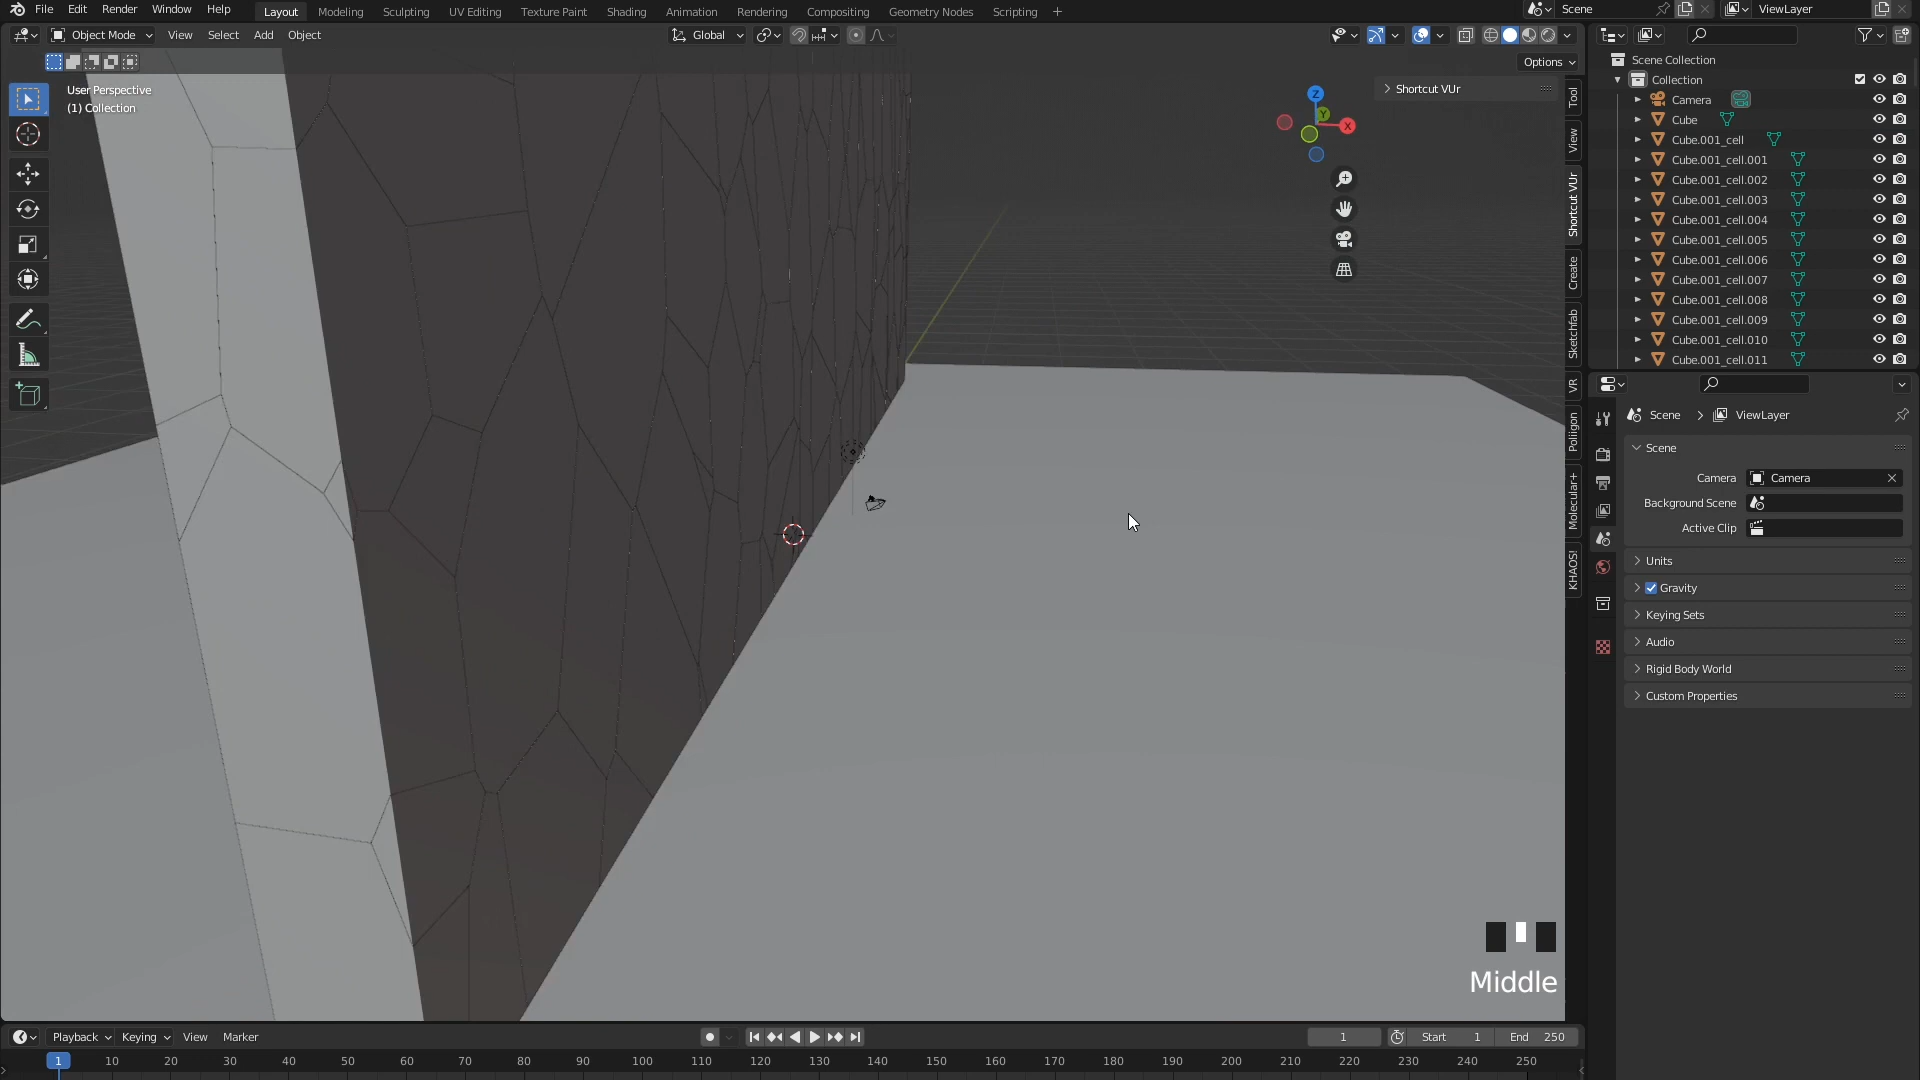 File Edit Render Window Help Layout Modeling Sculpting UV Editing Texture Paint Shading Animation Rendering Compositing Geometry Nodes Scripting + Scene ViewLayer
Object Mode View Select Add Object Global
Options
User Perspective
(1) Collection
Shortcut VUr
Z
Y
X
Tool
View
Shortcut VUr
Create
Sketchfab
VR
Poliigon
Molecular+
KHAOS!
Scene Collection
Collection
Camera
Cube
Cube.001_cell
Cube.001_cell.001
Cube.001_cell.002
Cube.001_cell.003
Cube.001_cell.004
Cube.001_cell.005
Cube.001_cell.006
Cube.001_cell.007
Cube.001_cell.008
Cube.001_cell.009
Cube.001_cell.010
Cube.001_cell.011
Scene > ViewLayer
Scene
Camera Camera
Background Scene
Active Clip
Units
Gravity
Keying Sets
Audio
Rigid Body World
Custom Properties
Middle
Playback Keying View Marker 1 Start 1 End 250
1 10 20 30 40 50 60 70 80 90 100 110 120 130 140 150 160 170 180 190 200 210 220 230 240 250